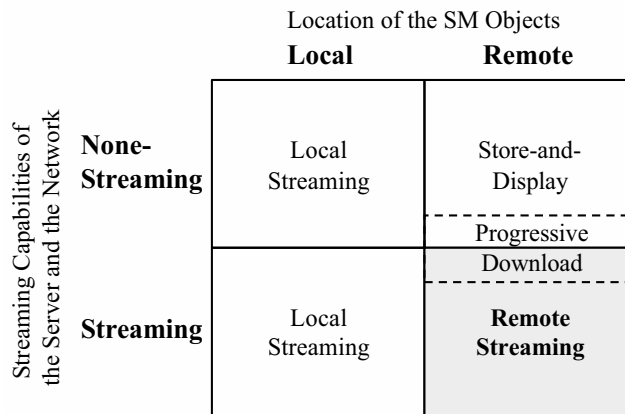 Location of the SM Objects
Local
Remote
Streaming Capabilities of
the Server and the Network
None-
Streaming
Local
Streaming
Store-and-
Display
Progressive
Download
Streaming
Local
Streaming
Remote
Streaming